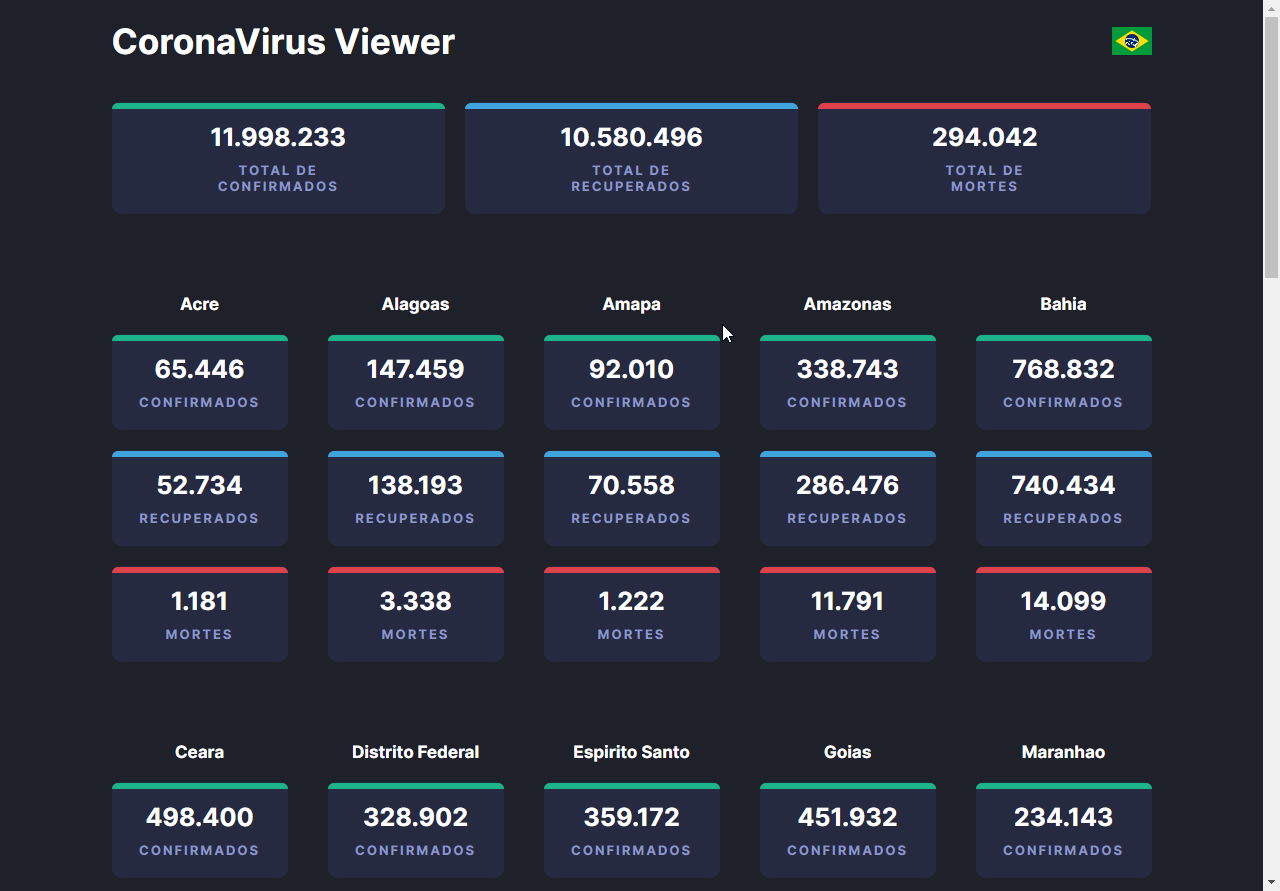 CoronaVirus Viewer
11.998.233
TOTAL DE
CONFIRMADOS
10.580.496
TOTAL DE
RECUPERADOS
294.042
TOTAL DE
MORTES
Acre
Alagoas
Amapa
Amazonas
Bahia
65.446
CONFIRMADOS
147.459
CONFIRMADOS
92.010
CONFIRMADOS
338.743
CONFIRMADOS
768.832
CONFIRMADOS
52.734
RECUPERADOS
138.193
RECUPERADOS
70.558
RECUPERADOS
286.476
RECUPERADOS
740.434
RECUPERADOS
1.181
MORTES
3.338
MORTES
1.222
MORTES
11.791
MORTES
14.099
MORTES
Ceara
Distrito Federal
Espirito Santo
Goias
Maranhao
498.400
CONFIRMADOS
328.902
CONFIRMADOS
359.172
CONFIRMADOS
451.932
CONFIRMADOS
234.143
CONFIRMADOS